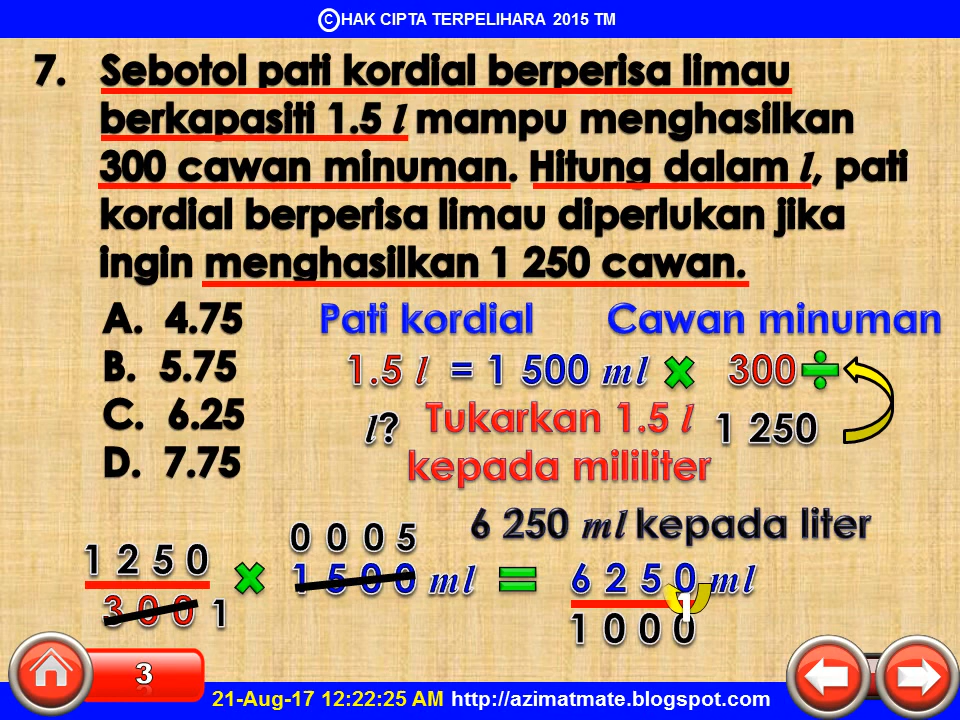 © HAK CIPTA TERPELIHARA 2015 TM
7. Sebotol pati kordial berperisa limau
berkapasiti 1.5 l mampu menghasilkan
300 cawan minuman. Hitung dalam l, pati
kordial berperisa limau diperlukan jika
ingin menghasilkan 1 250 cawan.
A. 4.75
B. 5.75
C. 6.25
D. 7.75
Pati kordial Cawan minuman
1.5 l = 1 500 ml × 300 ÷
l? 1 250
Tukarkan 1.5 l
kepada mililiter
6 250 ml kepada liter
0 0 0 5
1 2 5 0 × 1 5 0 0 ml = 6 2 5 0 ml
3 0 0 1 1 0 0 0
1
3
21-Aug-17 12:22:25 AM http://azimatmate.blogspot.com